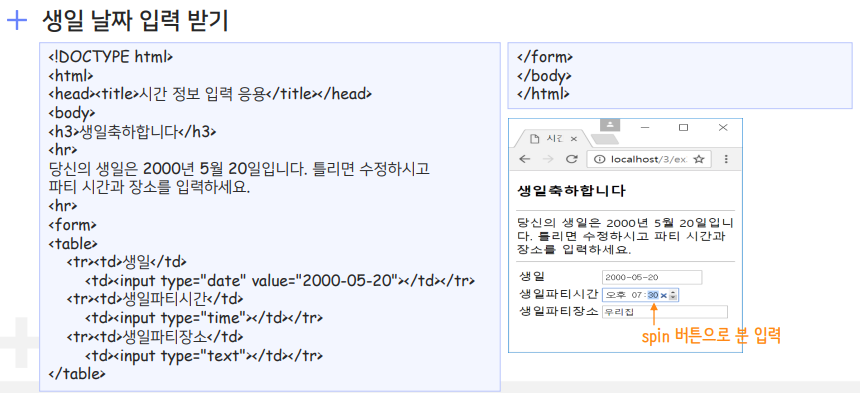 생일 날짜 입력 받기
<!DOCTYPE html>
<html>
<head><title>시간 정보 입력 응용</title></head>
<body>
<h3>생일축하합니다</h3>
<hr>
당신의 생일은 2000년 5월 20일입니다. 틀리면 수정하시고
파티 시간과 장소를 입력하세요.
<hr>
<form>
<table>
<tr><td>생일</td>
<td><input type="date" value="2000-05-20"></td></tr>
<tr><td>생일파티시간</td>
<td><input type="time"></td></tr>
<tr><td>생일파티장소</td>
<td><input type="text"></td></tr>
</table>
</form>
</body>
</html>
시간
localhost/3/ex
생일축하합니다
당신의 생일은 2000년 5월 20일입니
다. 틀리면 수정하시고 파티 시간과
장소를 입력하세요.
생일 2000-05-20
생일파티시간 오후 07:30
생일파티장소 우리집
spin 버튼으로 분 입력